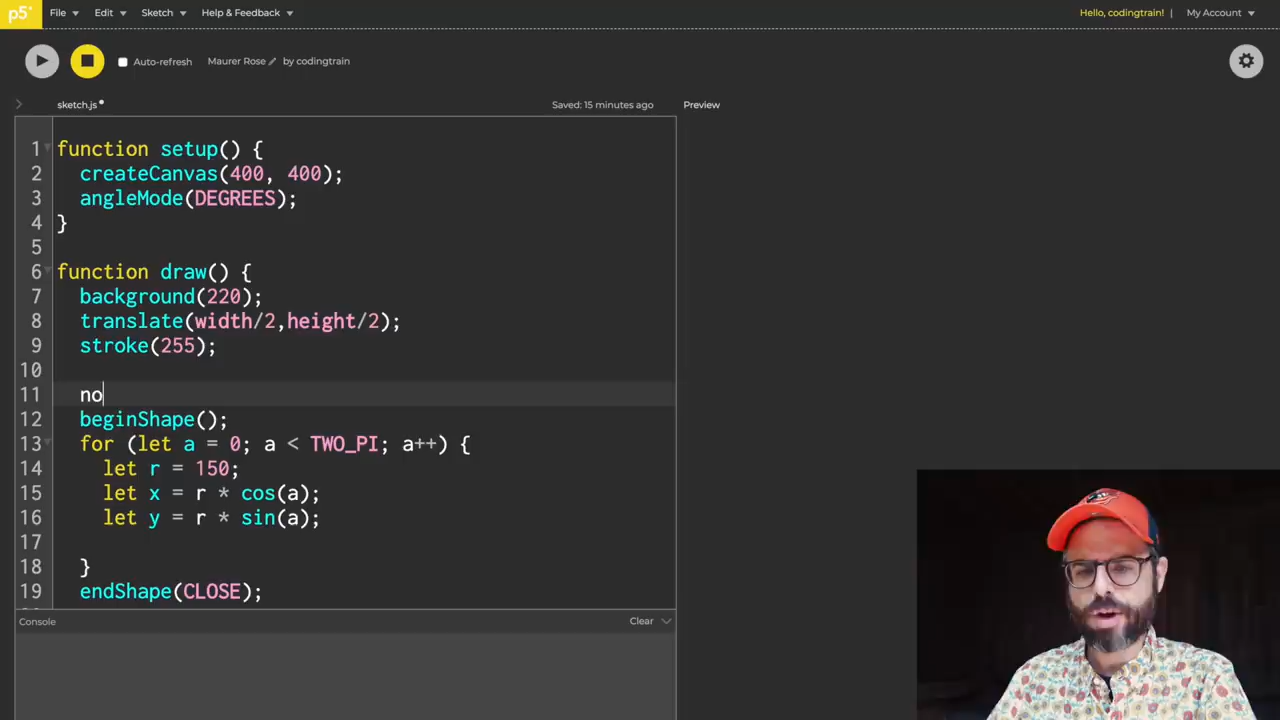 p5* File Edit Sketch Help & Feedback Hello, codingtrain! My Account
Auto-refresh Maurer Rose by codingtrain
sketch.js Saved: 15 minutes ago Preview
1 function setup() {
2 createCanvas(400, 400);
3 angleMode(DEGREES);
4 }
5
6 function draw() {
7 background(220);
8 translate(width/2,height/2);
9 stroke(255);
10
11 no
12 beginShape();
13 for (let a = 0; a < TWO_PI; a++) {
14 let r = 150;
15 let x = r * cos(a);
16 let y = r * sin(a);
17
18 }
19 endShape(CLOSE);
Console Clear